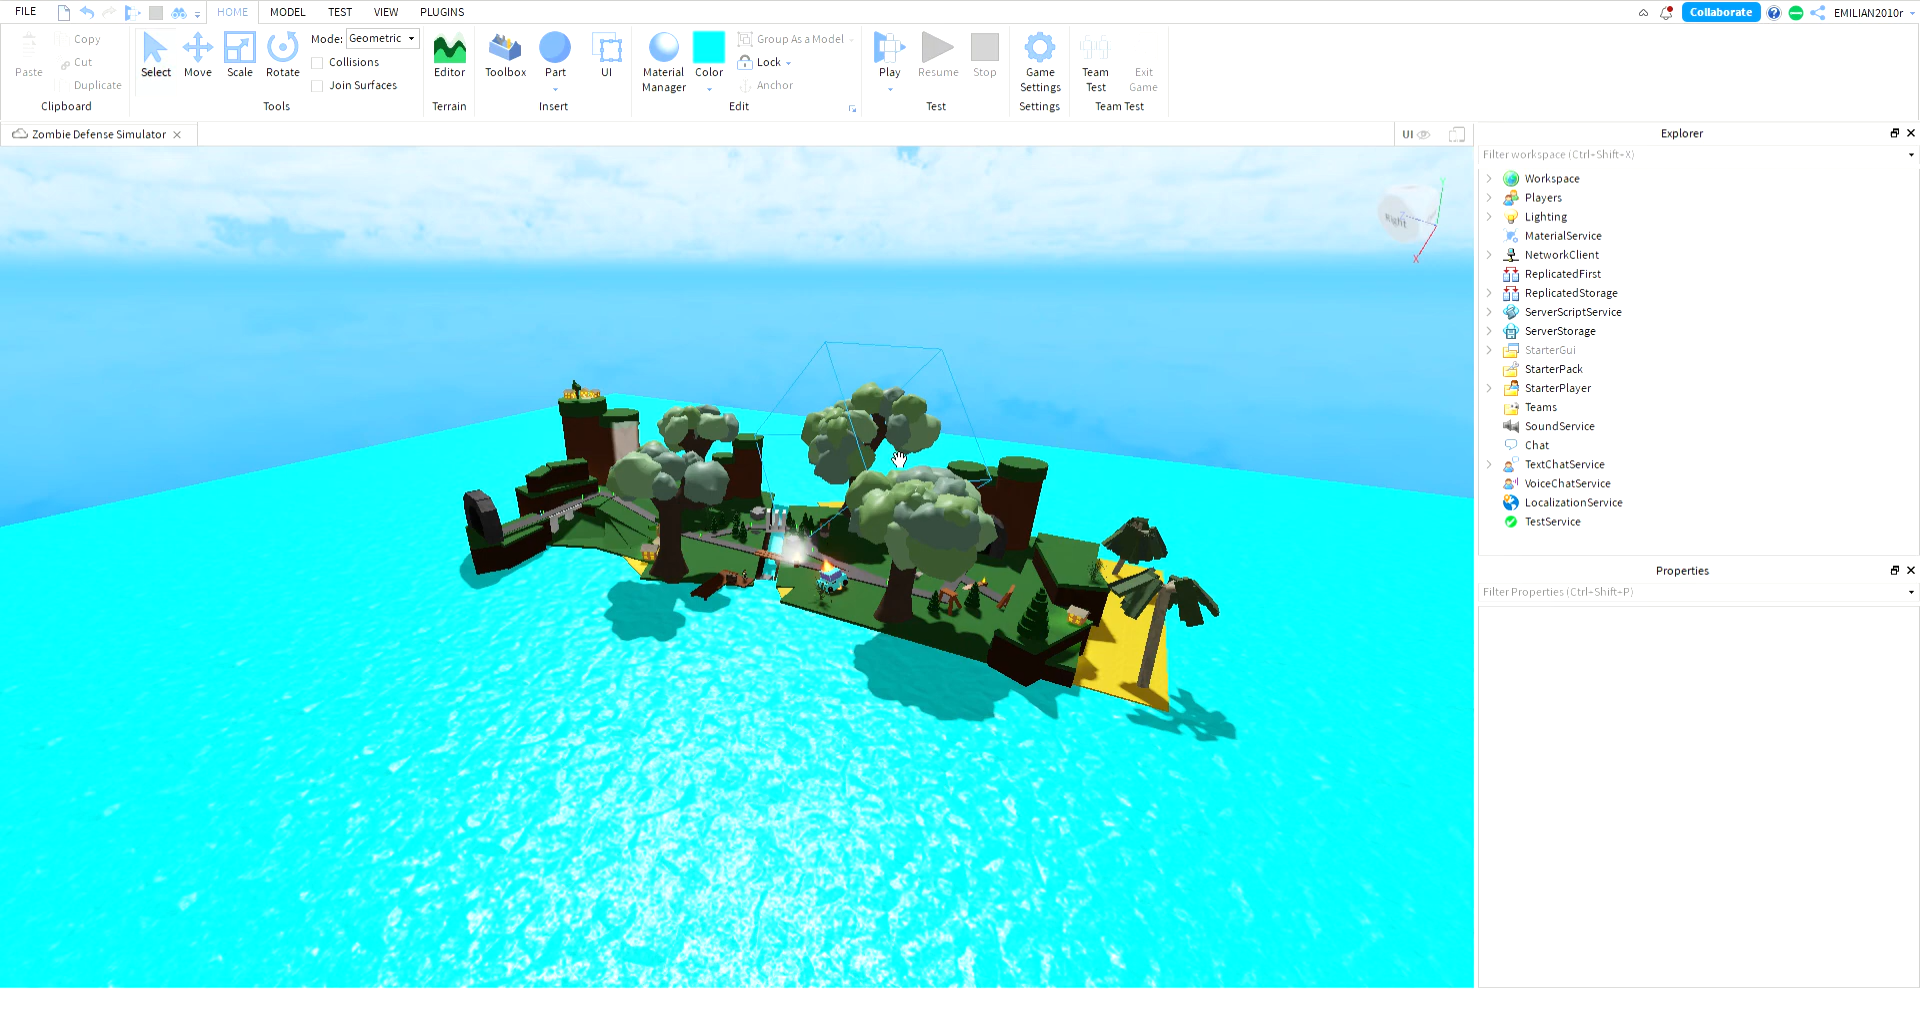 FILE HOME MODEL TEST VIEW PLUGINS Collaborate ? EMILIAN2010r
Paste Copy
Cut
Duplicate
Clipboard
Select Move Scale Rotate Mode: Geometric
Collisions
Join Surfaces
Tools
Editor
Terrain
Toolbox Part UI
Insert
Material
Manager
Color
Group As a Model
Lock
Anchor
Edit
Play Resume Stop
Test
Game
Settings
Settings
Team
Test
Exit
Game
Team Test
Zombie Defense Simulator
UI
Right
Z
Y
X
Explorer
Filter workspace (Ctrl+Shift+X)
Workspace
Players
Lighting
MaterialService
NetworkClient
ReplicatedFirst
ReplicatedStorage
ServerScriptService
ServerStorage
StarterGui
StarterPack
StarterPlayer
Teams
SoundService
Chat
TextChatService
VoiceChatService
LocalizationService
TestService
Properties
Filter Properties (Ctrl+Shift+P)